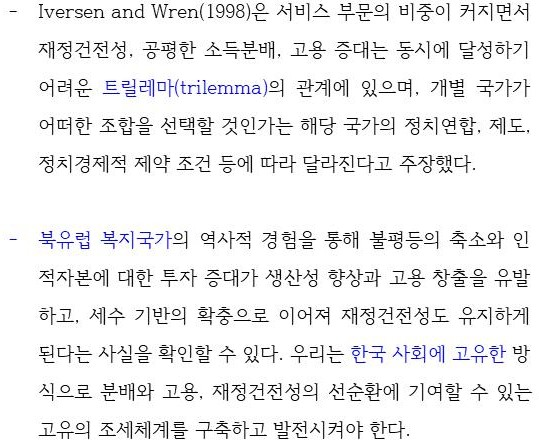 - Iversen and Wren(1998)은 서비스 부문의 비중이 커지면서
재정건전성, 공평한 소득분배, 고용 증대는 동시에 달성하기
어려운 트릴레마(trilemma)의 관계에 있으며, 개별 국가가
어떠한 조합을 선택할 것인가는 해당 국가의 정치연합, 제도,
정치경제적 제약 조건 등에 따라 달라진다고 주장했다.
- 북유럽 복지국가의 역사적 경험을 통해 불평등의 축소와 인
적자본에 대한 투자 증대가 생산성 향상과 고용 창출을 유발
하고, 세수 기반의 확충으로 이어져 재정건전성도 유지하게
된다는 사실을 확인할 수 있다. 우리는 한국 사회에 고유한 방
식으로 분배와 고용, 재정건전성의 선순환에 기여할 수 있는
고유의 조세체계를 구축하고 발전시켜야 한다.